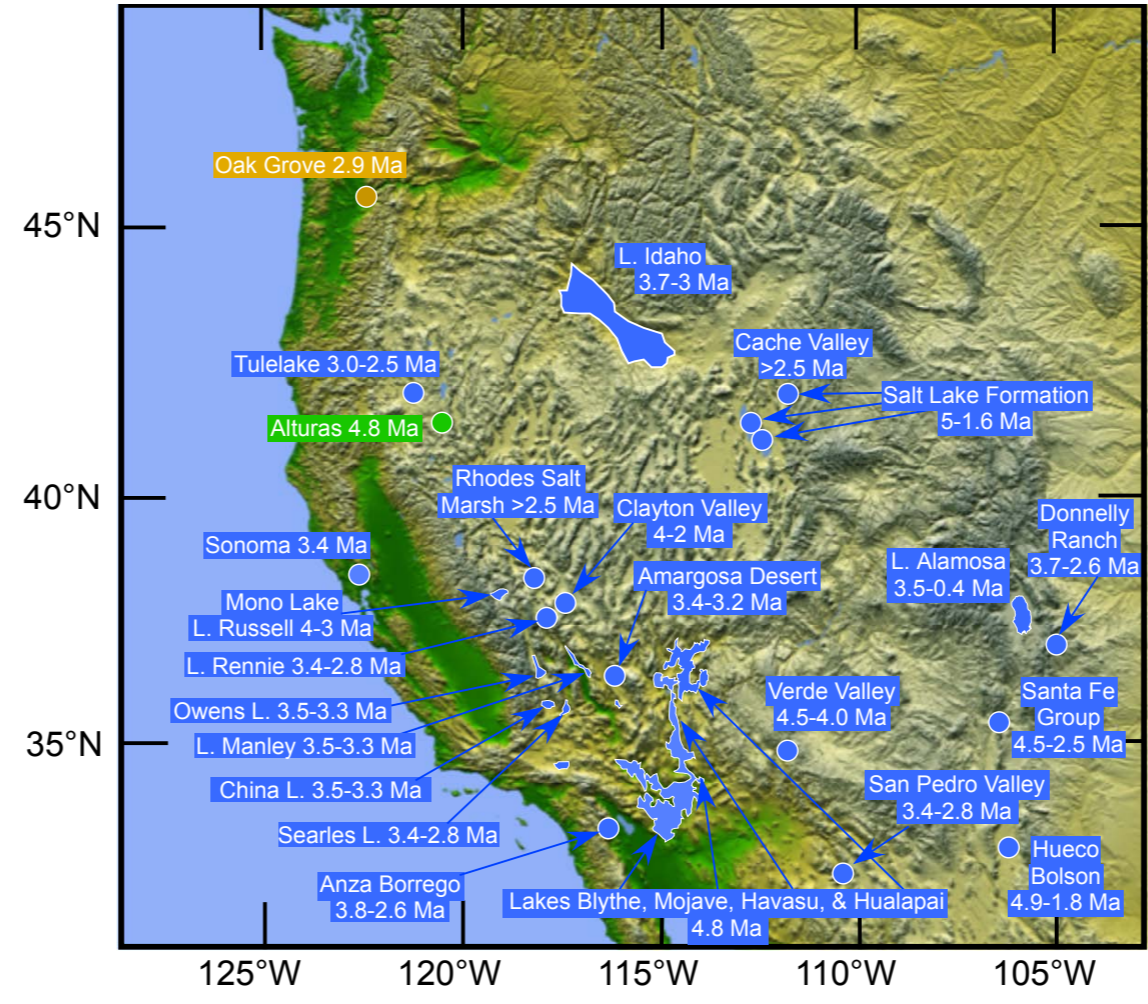 Oak Grove 2.9 Ma
45°N
L. Idaho
3.7-3 Ma
Tulelake 3.0-2.5 Ma
Cache Valley
>2.5 Ma
Alturas 4.8 Ma
Salt Lake Formation
5-1.6 Ma
40°N
Rhodes Salt
Marsh >2.5 Ma
Clayton Valley
4-2 Ma
Donnelly
Ranch
3.7-2.6 Ma
Sonoma 3.4 Ma
Amargosa Desert
3.4-3.2 Ma
L. Alamosa
3.5-0.4 Ma
Mono Lake
L. Russell 4-3 Ma
L. Rennie 3.4-2.8 Ma
Owens L. 3.5-3.3 Ma
Verde Valley
4.5-4.0 Ma
Santa Fe
Group
4.5-2.5 Ma
35°N
L. Manley 3.5-3.3 Ma
China L. 3.5-3.3 Ma
San Pedro Valley
3.4-2.8 Ma
Searles L. 3.4-2.8 Ma
Hueco
Bolson
4.9-1.8 Ma
Anza Borrego
3.8-2.6 Ma
Lakes Blythe, Mojave, Havasu, & Hualapai
4.8 Ma
125°W
120°W
115°W
110°W
105°W